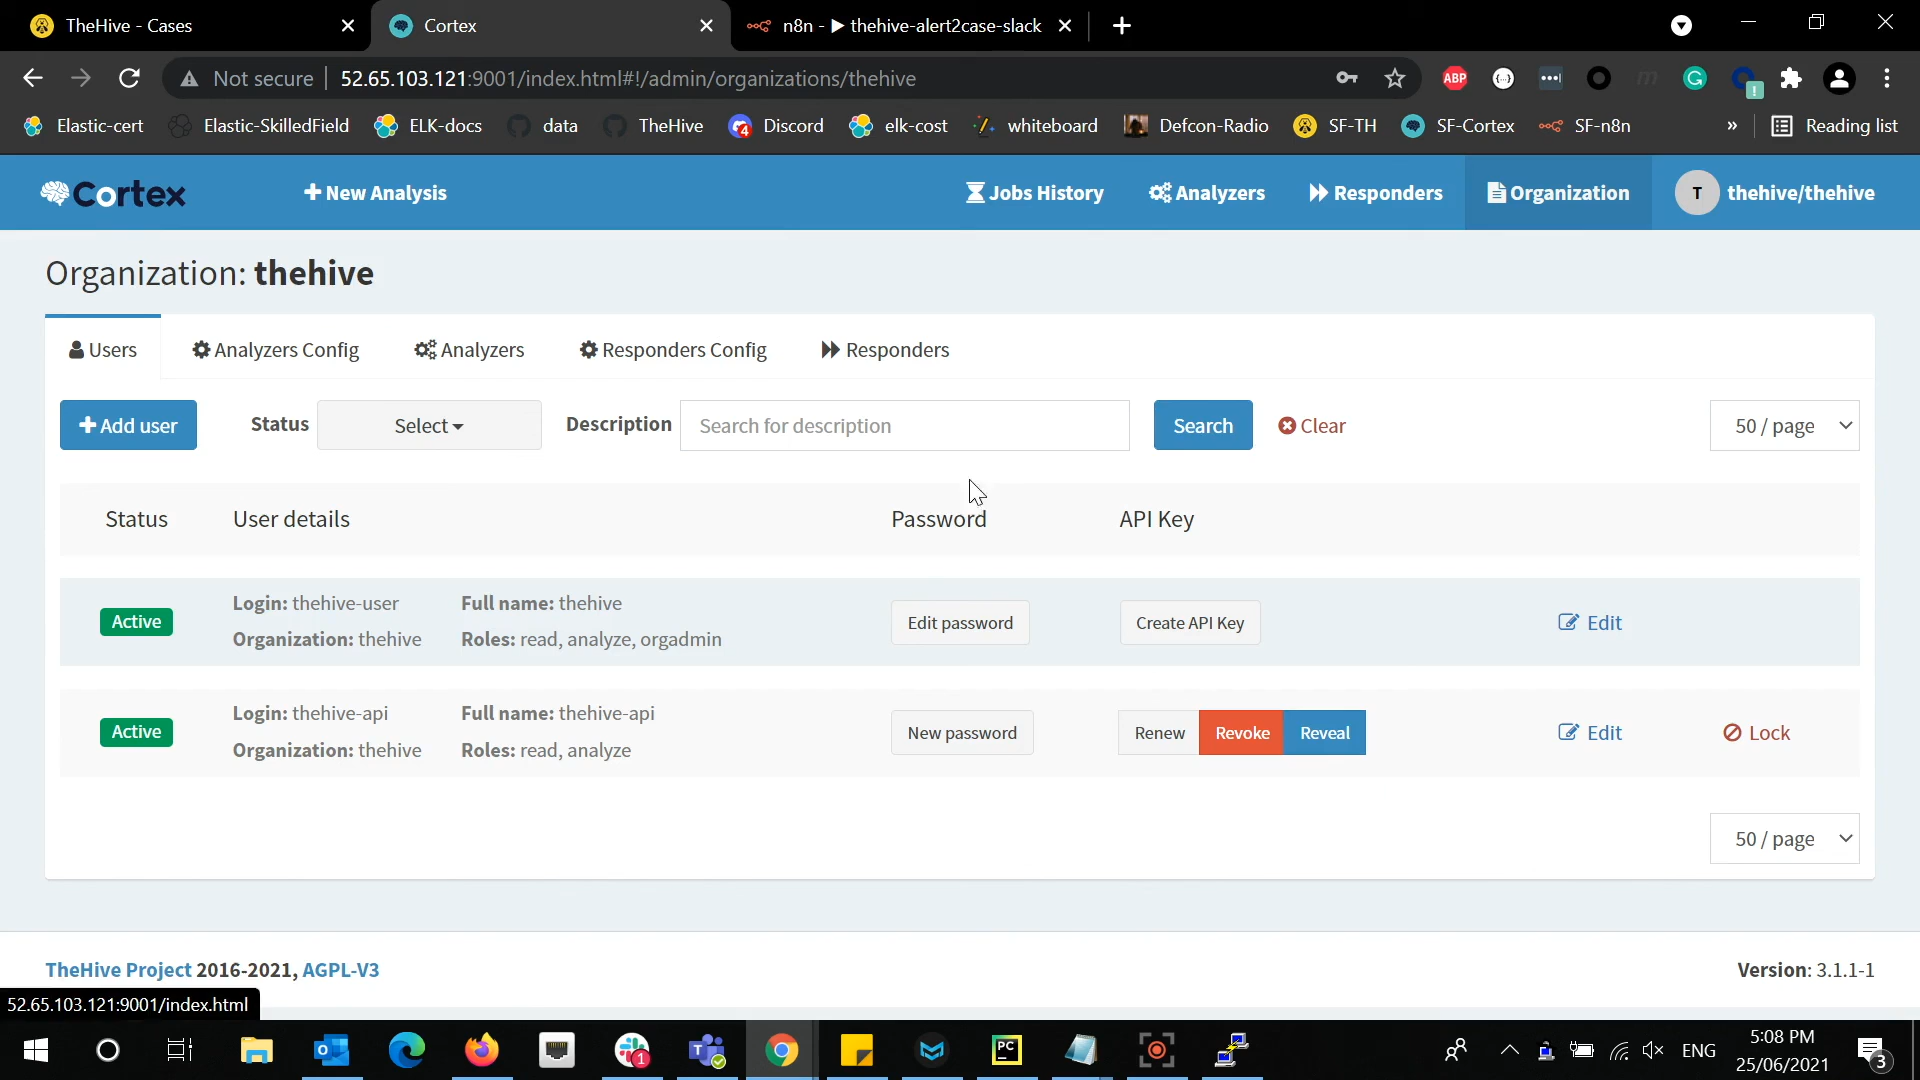 TheHive - Cases
Cortex
n8n - ▶ thehive-alert2case-slack
Not secure
52.65.103.121:9001/index.html#!/admin/organizations/thehive
ABP
Elastic-cert
Elastic-SkilledField
ELK-docs
data
TheHive
Discord
elk-cost
whiteboard
Defcon-Radio
SF-TH
SF-Cortex
SF-n8n
»
Reading list
Cortex
New Analysis
Jobs History
Analyzers
Responders
Organization
T
thehive/thehive
Organization: thehive
Users
Analyzers Config
Analyzers
Responders Config
Responders
Add user
Status
Select
Description
Search for description
Search
Clear
50 / page
Status
User details
Password
API Key
Active
Login: thehive-user
Full name: thehive
Organization: thehive
Roles: read, analyze, orgadmin
Edit password
Create API Key
Edit
Active
Login: thehive-api
Full name: thehive-api
Organization: thehive
Roles: read, analyze
New password
Renew
Revoke
Reveal
Edit
Lock
50 / page
TheHive Project 2016-2021, AGPL-V3
Version: 3.1.1-1
52.65.103.121:9001/index.html
1
PC
ENG
5:08 PM
25/06/2021
3